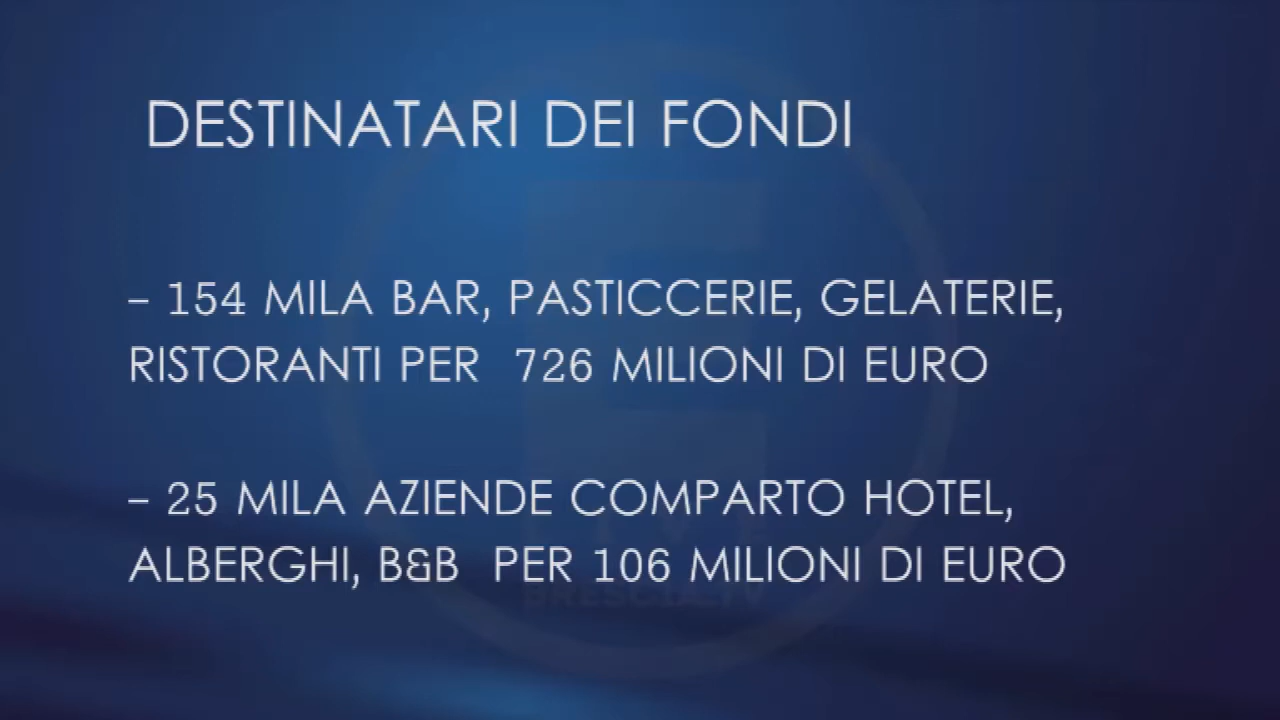 DESTINATARI DEI FONDI
– 154 MILA BAR, PASTICCERIE, GELATERIE,
RISTORANTI PER 726 MILIONI DI EURO
– 25 MILA AZIENDE COMPARTO HOTEL,
ALBERGHI, B&B PER 106 MILIONI DI EURO